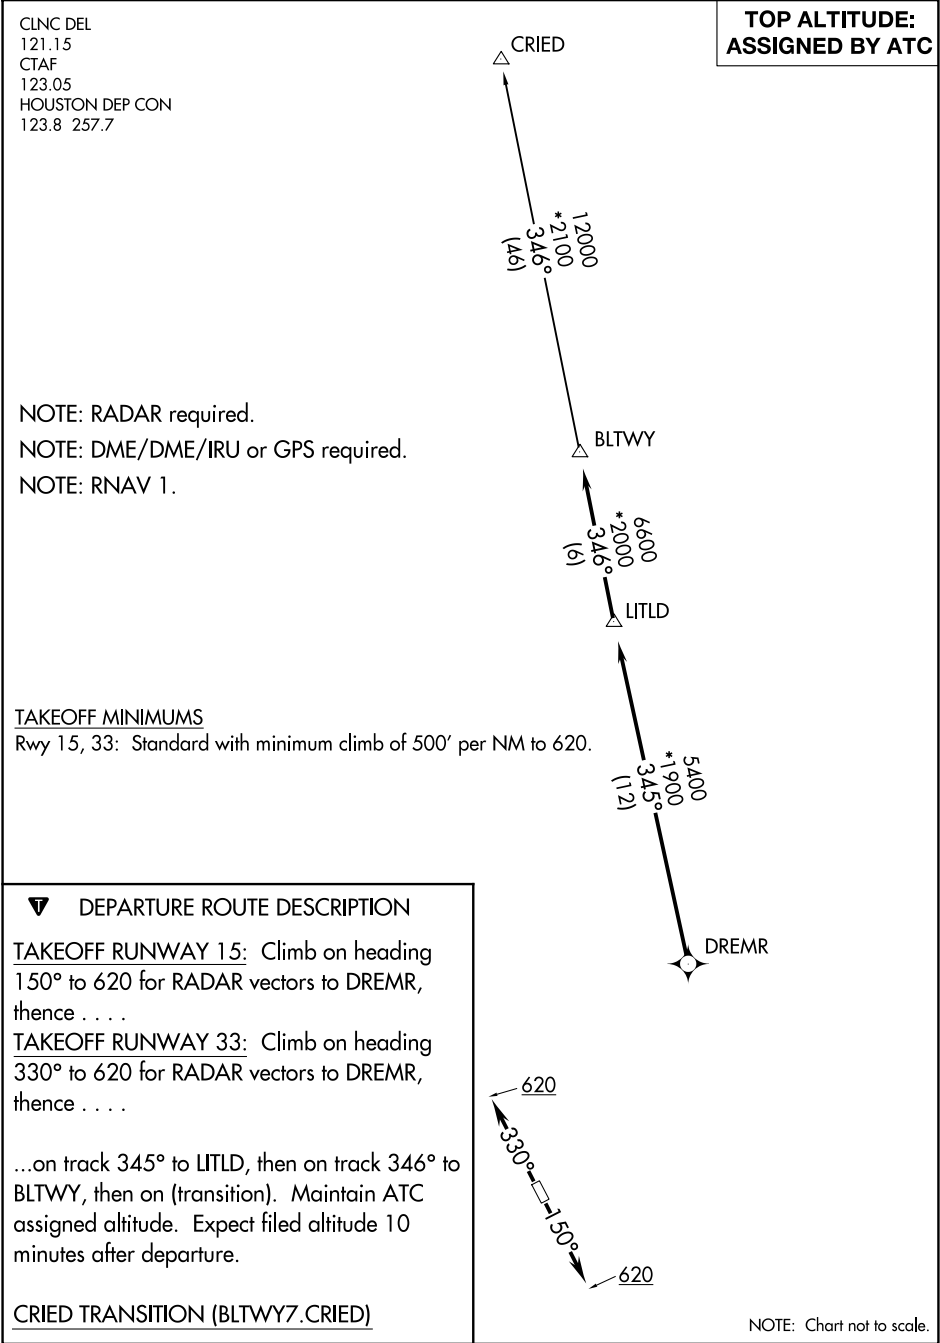 CLNC DEL
121.15
CTAF
123.05
HOUSTON DEP CON
123.8 257.7
TOP ALTITUDE:
ASSIGNED BY ATC
CRIED
12000
*2100
346°
(46)
NOTE: RADAR required.
NOTE: DME/DME/IRU or GPS required.
NOTE: RNAV 1.
BLTWY
6600
*2000
346°
(6)
LITLD
TAKEOFF MINIMUMS
Rwy 15, 33: Standard with minimum climb of 500' per NM to 620.
5400
*1900
345°
(12)
DREMR
T DEPARTURE ROUTE DESCRIPTION
TAKEOFF RUNWAY 15: Climb on heading
150° to 620 for RADAR vectors to DREMR,
thence . . . .
TAKEOFF RUNWAY 33: Climb on heading
330° to 620 for RADAR vectors to DREMR,
thence . . . .
...on track 345° to LITLD, then on track 346° to
BLTWY, then on (transition). Maintain ATC
assigned altitude. Expect filed altitude 10
minutes after departure.
CRIED TRANSITION (BLTWY7.CRIED)
620
330°
150°
620
NOTE: Chart not to scale.